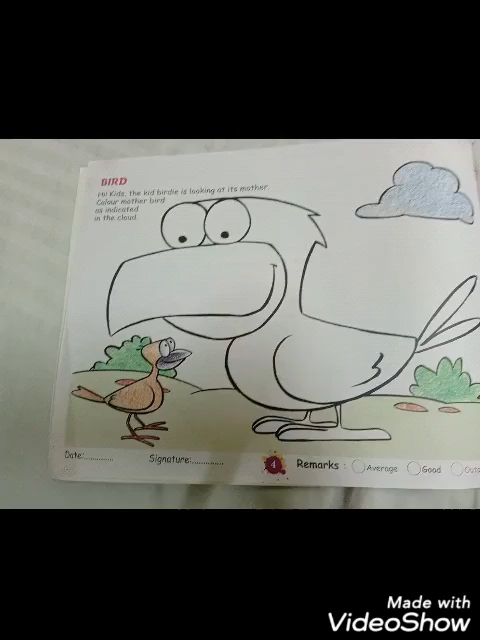 BIRD
Hi! Kids, the kid birdie is looking at its mother.
Colour mother bird
as indicated
in the cloud.
Date:............
Signature:..............
4
Remarks :
Average
Good
Outs
Made with
VideoShow